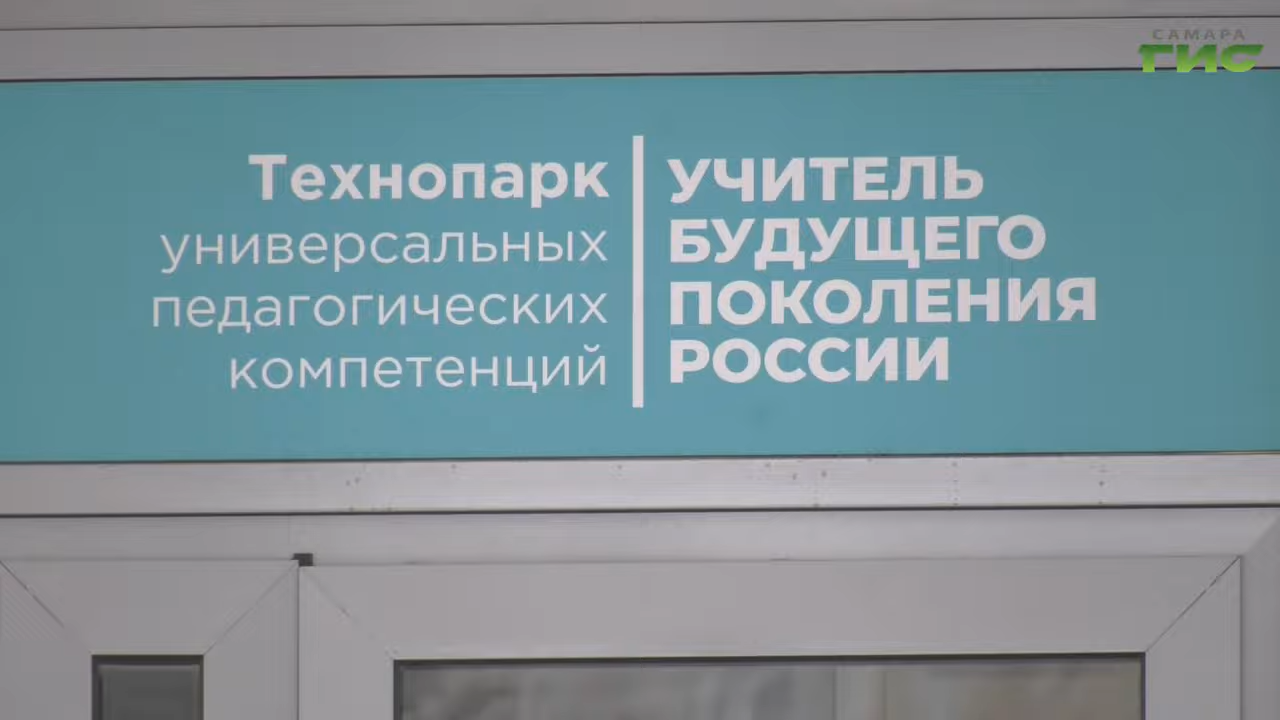 САМАРА
ГИС
Технопарк
универсальных
педагогических
компетенций
УЧИТЕЛЬ
БУДУЩЕГО
ПОКОЛЕНИЯ
РОССИИ